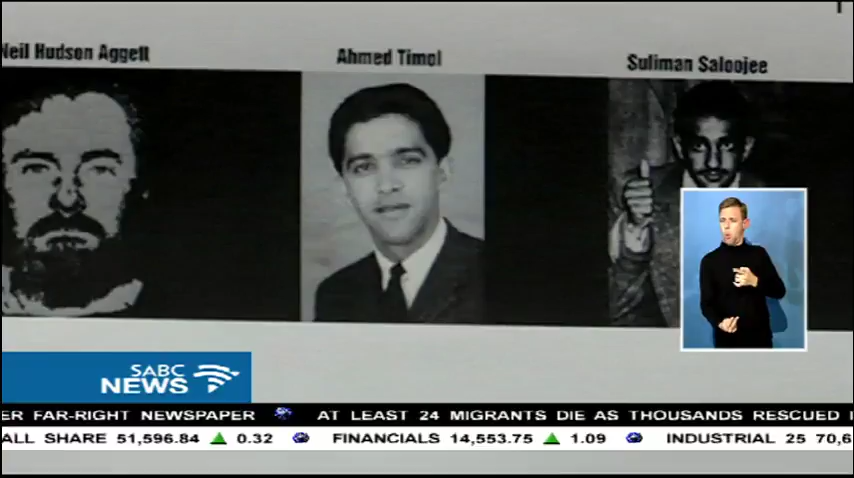 Neil Hudson Aggett
Ahmed Timol
Suliman Saloojee
SABC
NEWS
ER FAR-RIGHT NEWSPAPER AT LEAST 24 MIGRANTS DIE AS THOUSANDS RESCUED
ALL SHARE 51,596.84 0.32 FINANCIALS 14,553.75 1.09 INDUSTRIAL 25 70,6